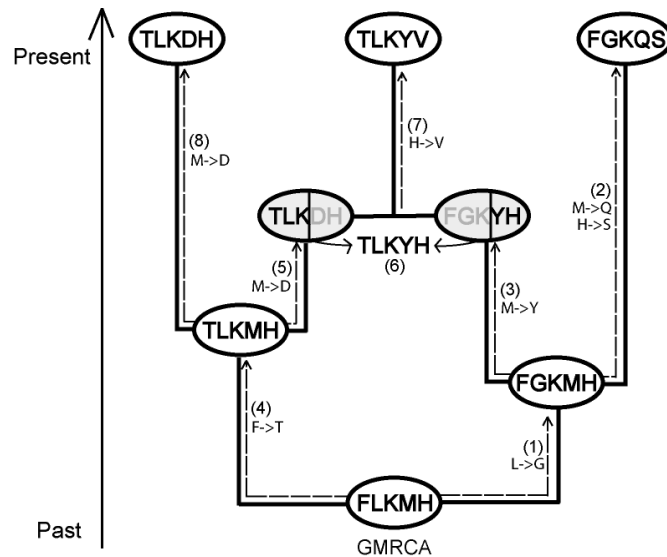 TLKDH
TLKYV
FGKQS
Present
(8)
M->D
(7)
H->V
(2)
M->Q
H->S
TLKDH
FGKYH
TLKYH
(6)
(5)
M->D
(3)
M->Y
TLKMH
FGKMH
(4)
F->T
(1)
L->G
FLKMH
Past
GMRCA